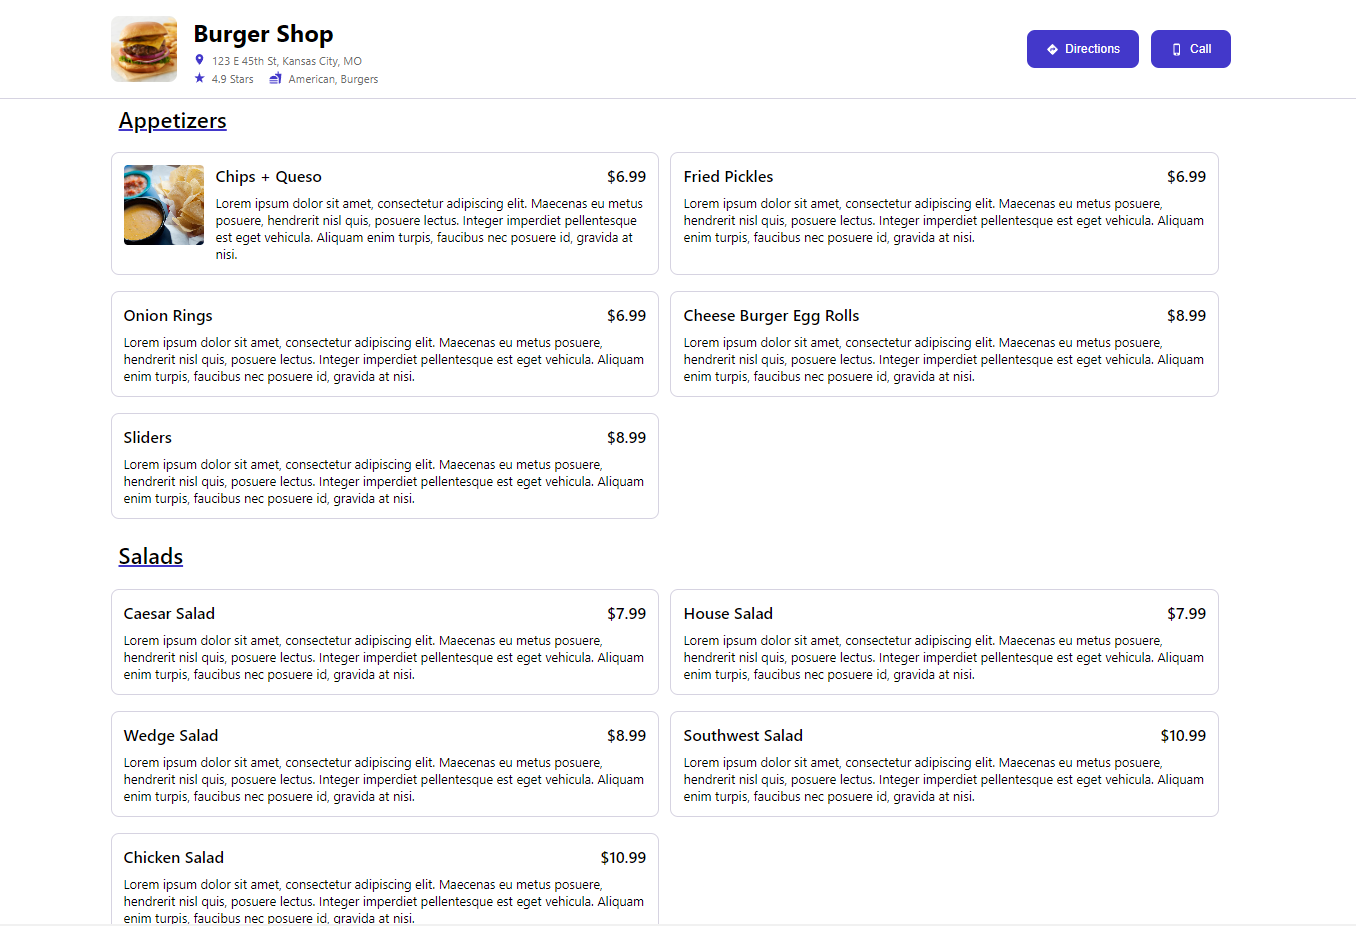 Burger Shop
123 E 45th St, Kansas City, MO
4.9 Stars American, Burgers
Directions
Call
Appetizers
Chips + Queso $6.99
Lorem ipsum dolor sit amet, consectetur adipiscing elit. Maecenas eu metus
posuere, hendrerit nisl quis, posuere lectus. Integer imperdiet pellentesque
est eget vehicula. Aliquam enim turpis, faucibus nec posuere id, gravida at
nisi.
Fried Pickles $6.99
Lorem ipsum dolor sit amet, consectetur adipiscing elit. Maecenas eu metus posuere,
hendrerit nisl quis, posuere lectus. Integer imperdiet pellentesque est eget vehicula. Aliquam
enim turpis, faucibus nec posuere id, gravida at nisi.
Onion Rings $6.99
Lorem ipsum dolor sit amet, consectetur adipiscing elit. Maecenas eu metus posuere,
hendrerit nisl quis, posuere lectus. Integer imperdiet pellentesque est eget vehicula. Aliquam
enim turpis, faucibus nec posuere id, gravida at nisi.
Cheese Burger Egg Rolls $8.99
Lorem ipsum dolor sit amet, consectetur adipiscing elit. Maecenas eu metus posuere,
hendrerit nisl quis, posuere lectus. Integer imperdiet pellentesque est eget vehicula. Aliquam
enim turpis, faucibus nec posuere id, gravida at nisi.
Sliders $8.99
Lorem ipsum dolor sit amet, consectetur adipiscing elit. Maecenas eu metus posuere,
hendrerit nisl quis, posuere lectus. Integer imperdiet pellentesque est eget vehicula. Aliquam
enim turpis, faucibus nec posuere id, gravida at nisi.
Salads
Caesar Salad $7.99
Lorem ipsum dolor sit amet, consectetur adipiscing elit. Maecenas eu metus posuere,
hendrerit nisl quis, posuere lectus. Integer imperdiet pellentesque est eget vehicula. Aliquam
enim turpis, faucibus nec posuere id, gravida at nisi.
House Salad $7.99
Lorem ipsum dolor sit amet, consectetur adipiscing elit. Maecenas eu metus posuere,
hendrerit nisl quis, posuere lectus. Integer imperdiet pellentesque est eget vehicula. Aliquam
enim turpis, faucibus nec posuere id, gravida at nisi.
Wedge Salad $8.99
Lorem ipsum dolor sit amet, consectetur adipiscing elit. Maecenas eu metus posuere,
hendrerit nisl quis, posuere lectus. Integer imperdiet pellentesque est eget vehicula. Aliquam
enim turpis, faucibus nec posuere id, gravida at nisi.
Southwest Salad $10.99
Lorem ipsum dolor sit amet, consectetur adipiscing elit. Maecenas eu metus posuere,
hendrerit nisl quis, posuere lectus. Integer imperdiet pellentesque est eget vehicula. Aliquam
enim turpis, faucibus nec posuere id, gravida at nisi.
Chicken Salad $10.99
Lorem ipsum dolor sit amet, consectetur adipiscing elit. Maecenas eu metus posuere,
hendrerit nisl quis, posuere lectus. Integer imperdiet pellentesque est eget vehicula. Aliquam
enim turpis, faucibus nec posuere id, gravida at nisi.